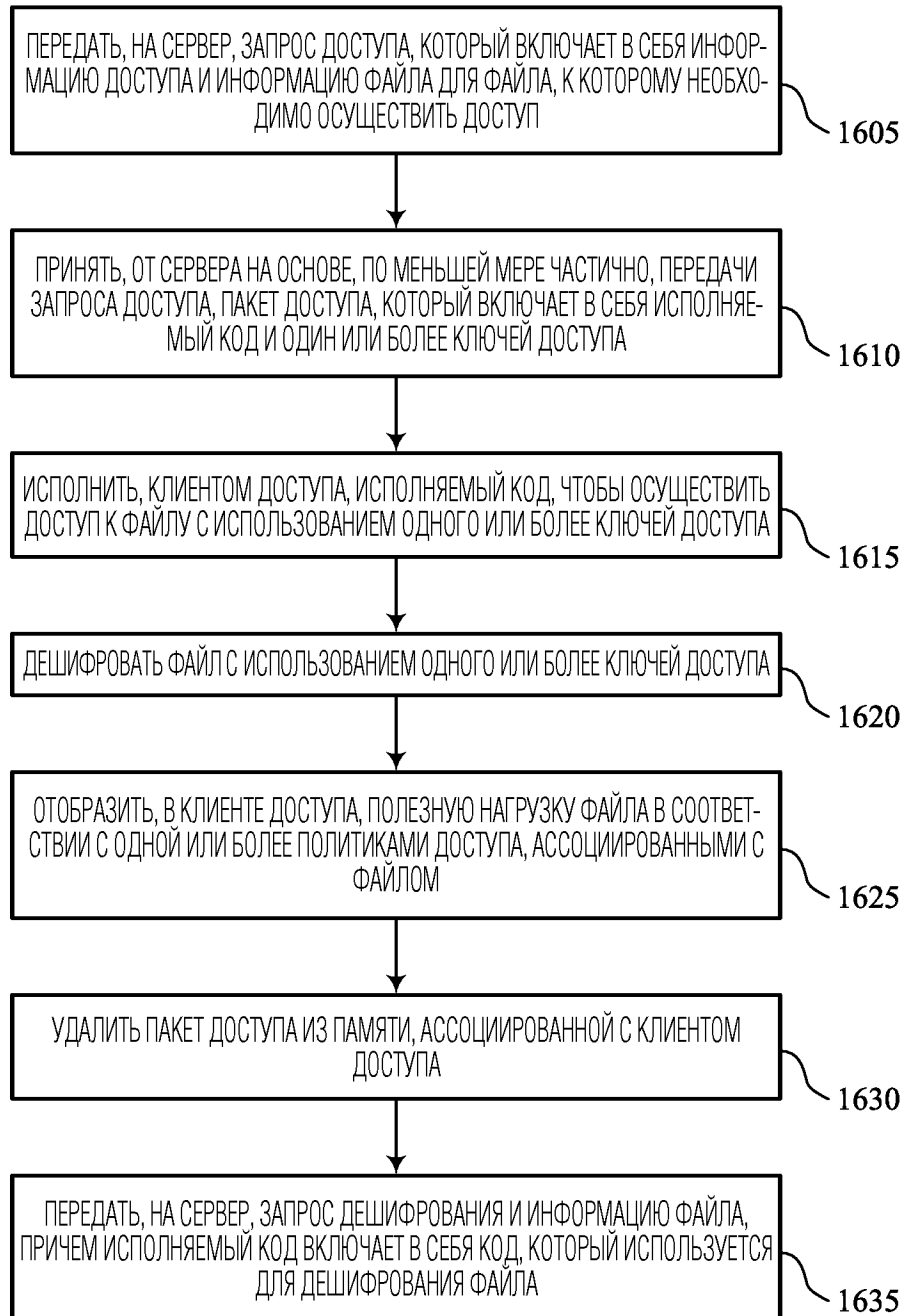 ПЕРЕДАТЬ, НА СЕРВЕР, ЗАПРОС ДОСТУПА, КОТОРЫЙ ВКЛЮЧАЕТ В СЕБЯ ИНФОР-
МАЦИЮ ДОСТУПА И ИНФОРМАЦИЮ ФАЙЛА ДЛЯ ФАЙЛА, К КОТОРОМУ НЕОБХО-
ДИМО ОСУЩЕСТВИТЬ ДОСТУП
1605
ПРИНЯТЬ, ОТ СЕРВЕРА НА ОСНОВЕ, ПО МЕНЬШЕЙ МЕРЕ ЧАСТИЧНО, ПЕРЕДАЧИ
ЗАПРОСА ДОСТУПА, ПАКЕТ ДОСТУПА, КОТОРЫЙ ВКЛЮЧАЕТ В СЕБЯ ИСПОЛНЯЕ-
МЫЙ КОД И ОДИН ИЛИ БОЛЕЕ КЛЮЧЕЙ ДОСТУПА
1610
ИСПОЛНИТЬ, КЛИЕНТОМ ДОСТУПА, ИСПОЛНЯЕМЫЙ КОД, ЧТОБЫ ОСУЩЕСТВИТЬ
ДОСТУП К ФАЙЛУ С ИСПОЛЬЗОВАНИЕМ ОДНОГО ИЛИ БОЛЕЕ КЛЮЧЕЙ ДОСТУПА
1615
ДЕШИФРОВАТЬ ФАЙЛ С ИСПОЛЬЗОВАНИЕМ ОДНОГО ИЛИ БОЛЕЕ КЛЮЧЕЙ ДОСТУПА
1620
ОТОБРАЗИТЬ, В КЛИЕНТЕ ДОСТУПА, ПОЛЕЗНУЮ НАГРУЗКУ ФАЙЛА В СООТВЕТ-
СТВИИ С ОДНОЙ ИЛИ БОЛЕЕ ПОЛИТИКАМИ ДОСТУПА, АССОЦИИРОВАННЫМИ С
ФАЙЛОМ
1625
УДАЛИТЬ ПАКЕТ ДОСТУПА ИЗ ПАМЯТИ, АССОЦИИРОВАННОЙ С КЛИЕНТОМ
ДОСТУПА
1630
ПЕРЕДАТЬ, НА СЕРВЕР, ЗАПРОС ДЕШИФРОВАНИЯ И ИНФОРМАЦИЮ ФАЙЛА,
ПРИЧЕМ ИСПОЛНЯЕМЫЙ КОД ВКЛЮЧАЕТ В СЕБЯ КОД, КОТОРЫЙ ИСПОЛЬЗУЕТСЯ
ДЛЯ ДЕШИФРОВАНИЯ ФАЙЛА
1635